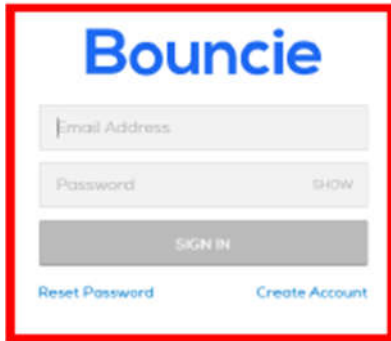 Bouncie
Email Address
Password SHOW
SIGN IN
Reset Password Create Account